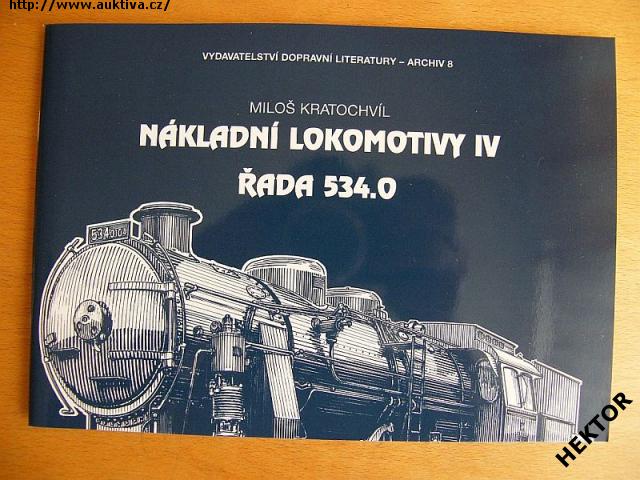 http://www.auktiva.cz/
VYDAVATELSTVÍ DOPRAVNÍ LITERATURY – ARCHIV 8
MILOŠ KRATOCHVÍL
NÁKLADNÍ LOKOMOTIVY IV
ŘADA 534.0
534.0104
HEKTOR